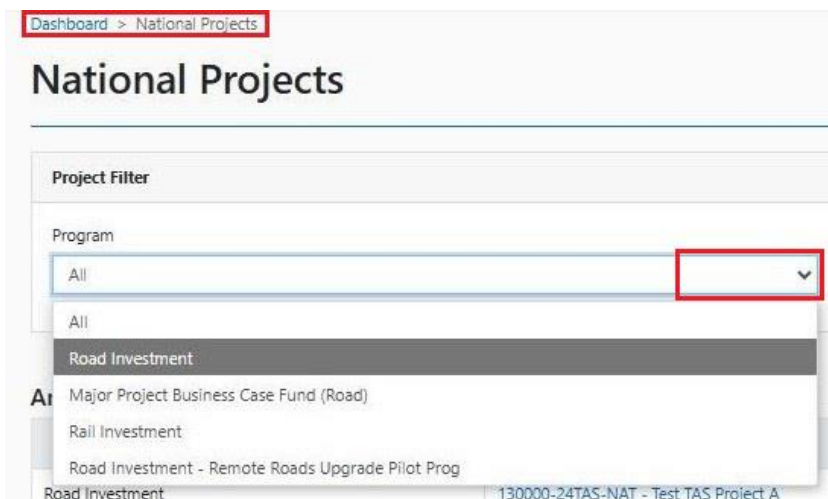 Dashboard > National Projects
National Projects
Project Filter
Program
All
All
Road Investment
Major Project Business Case Fund (Road)
Rail Investment
Road Investment - Remote Roads Upgrade Pilot Prog
Road Investment 130000-24TAS-NAT - Test TAS Project A